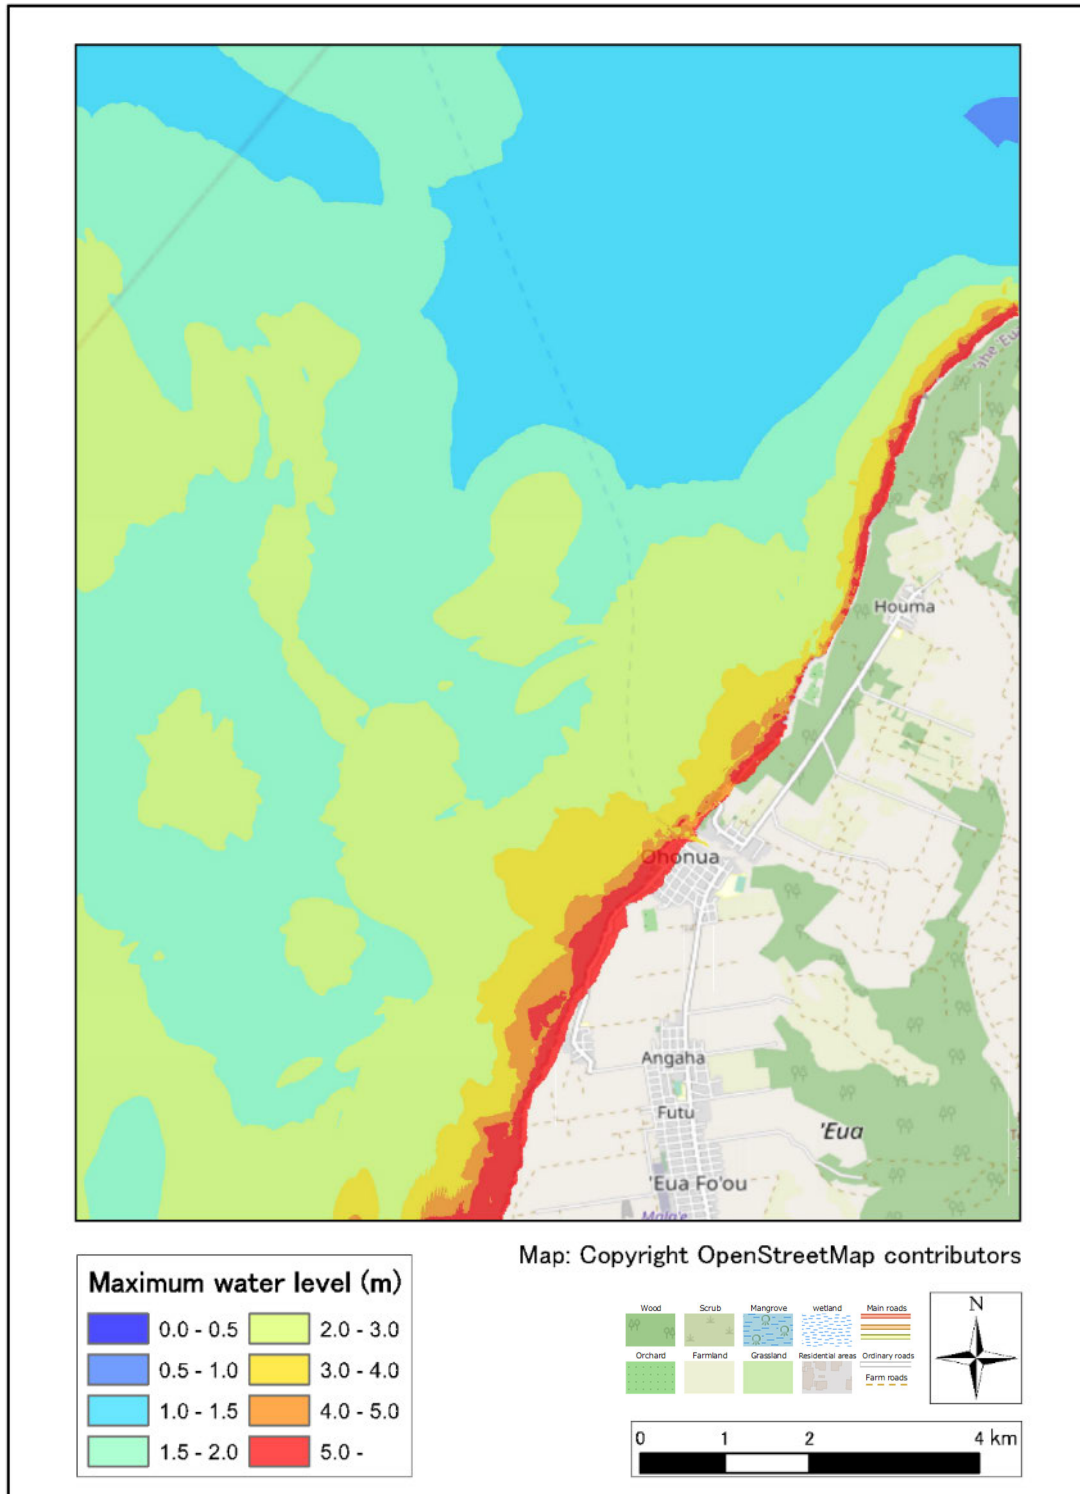 'Eua
Houma
Ohonua
Angaha
Futu
'Eua
'Eua Fo'ou
Mala'e
Map: Copyright OpenStreetMap contributors
Maximum water level (m)
0.0 - 0.5
2.0 - 3.0
0.5 - 1.0
3.0 - 4.0
1.0 - 1.5
4.0 - 5.0
1.5 - 2.0
5.0 -
Wood
Scrub
Mangrove
wetland
Main roads
Orchard
Farmland
Grassland
Residential areas
Ordinary roads
Farm roads
N
0 1 2 4 km